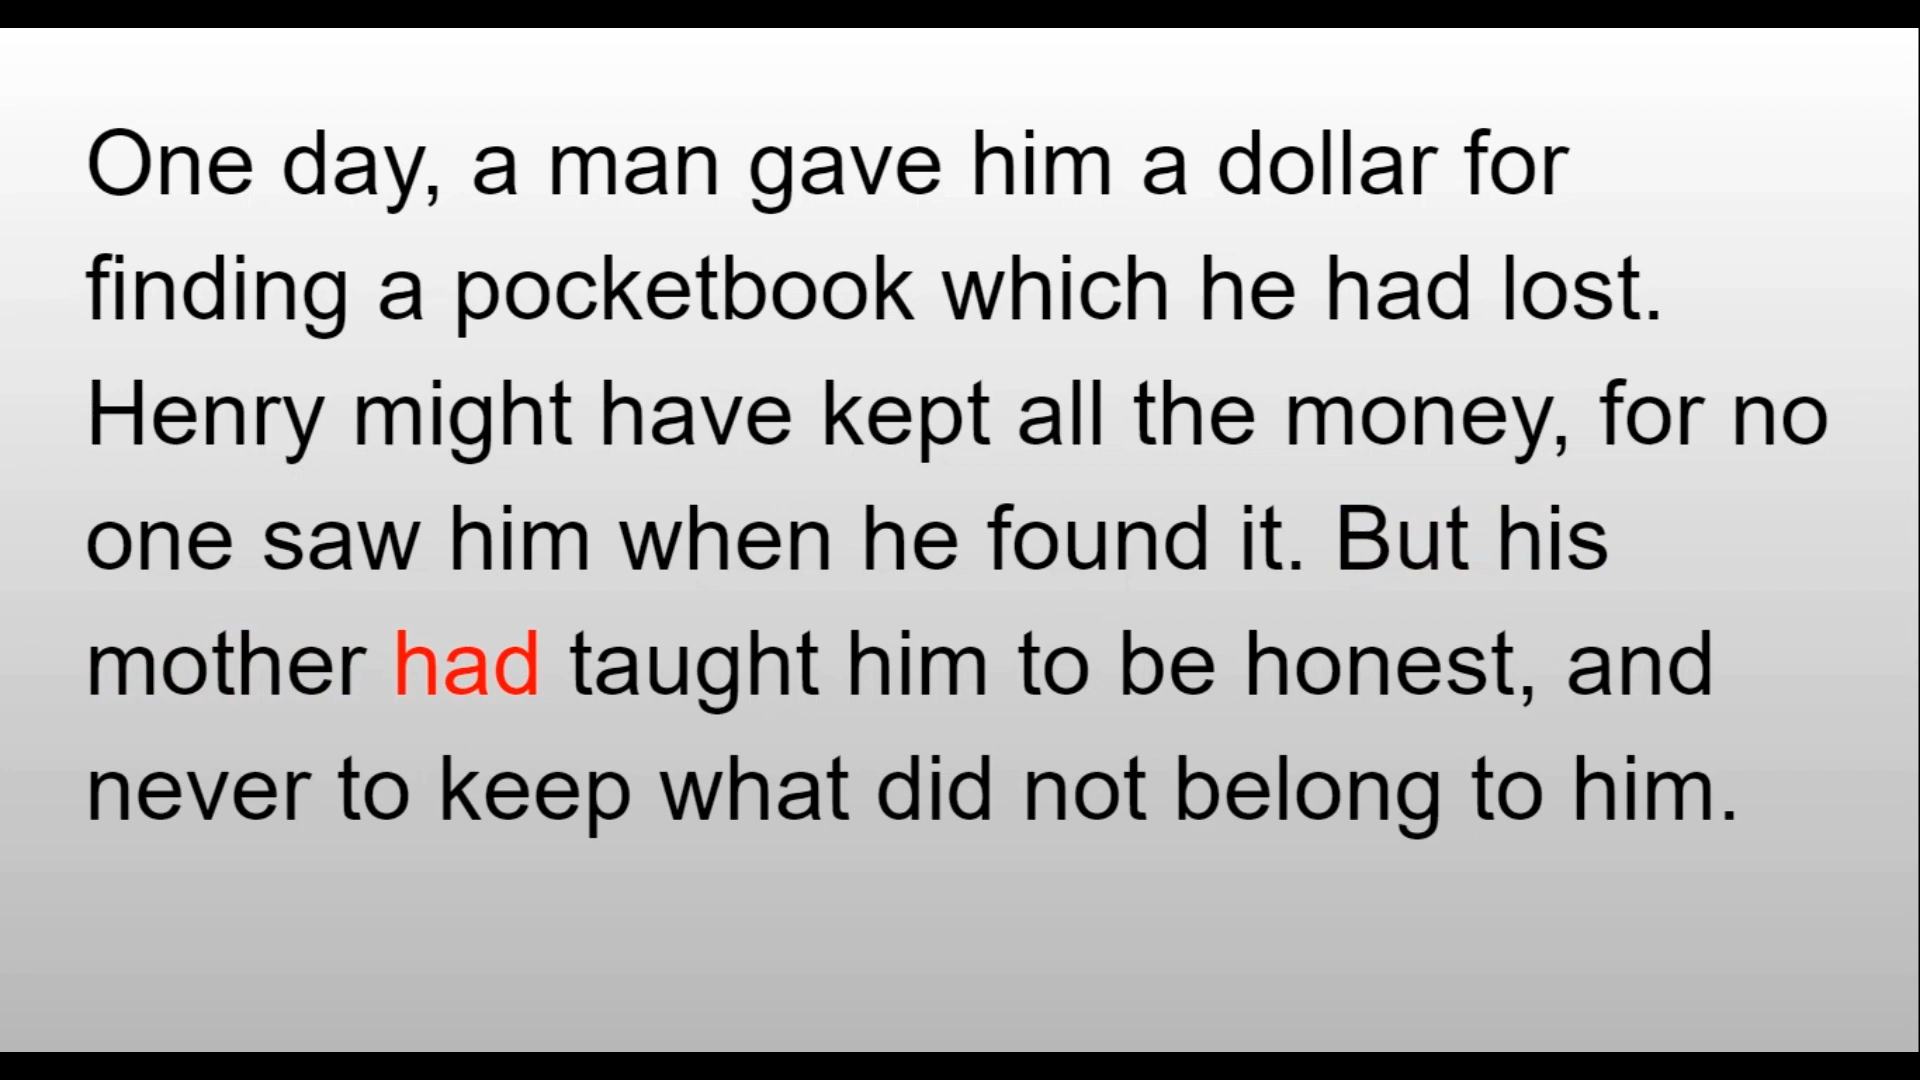 One day, a man gave him a dollar for
finding a pocketbook which he had lost.
Henry might have kept all the money, for no
one saw him when he found it. But his
mother had taught him to be honest, and
never to keep what did not belong to him.